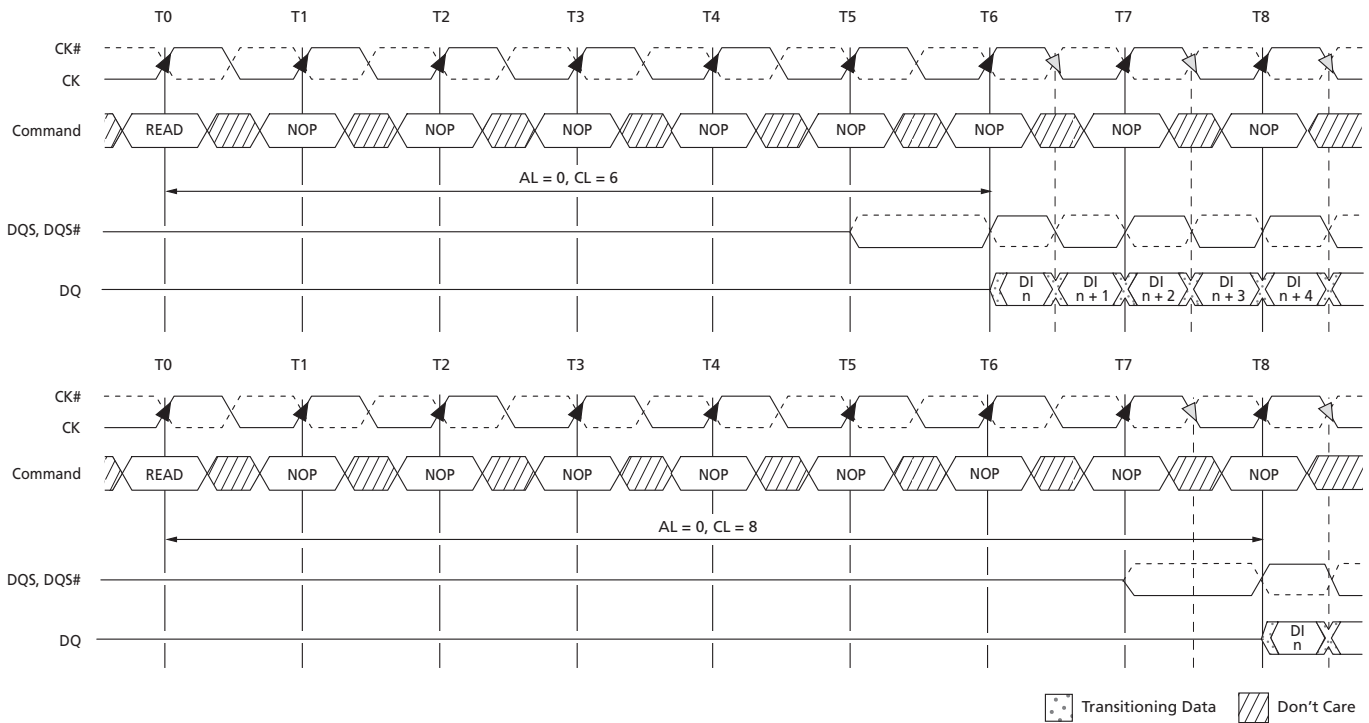 T0 T1 T2 T3 T4 T5 T6 T7 T8
CK#
CK
Command READ NOP NOP NOP NOP NOP NOP NOP NOP
AL = 0, CL = 6
DQS, DQS#
DQ DI n DI n + 1 DI n + 2 DI n + 3 DI n + 4
T0 T1 T2 T3 T4 T5 T6 T7 T8
CK#
CK
Command READ NOP NOP NOP NOP NOP NOP NOP NOP
AL = 0, CL = 8
DQS, DQS#
DQ DI n
Transitioning Data Don't Care